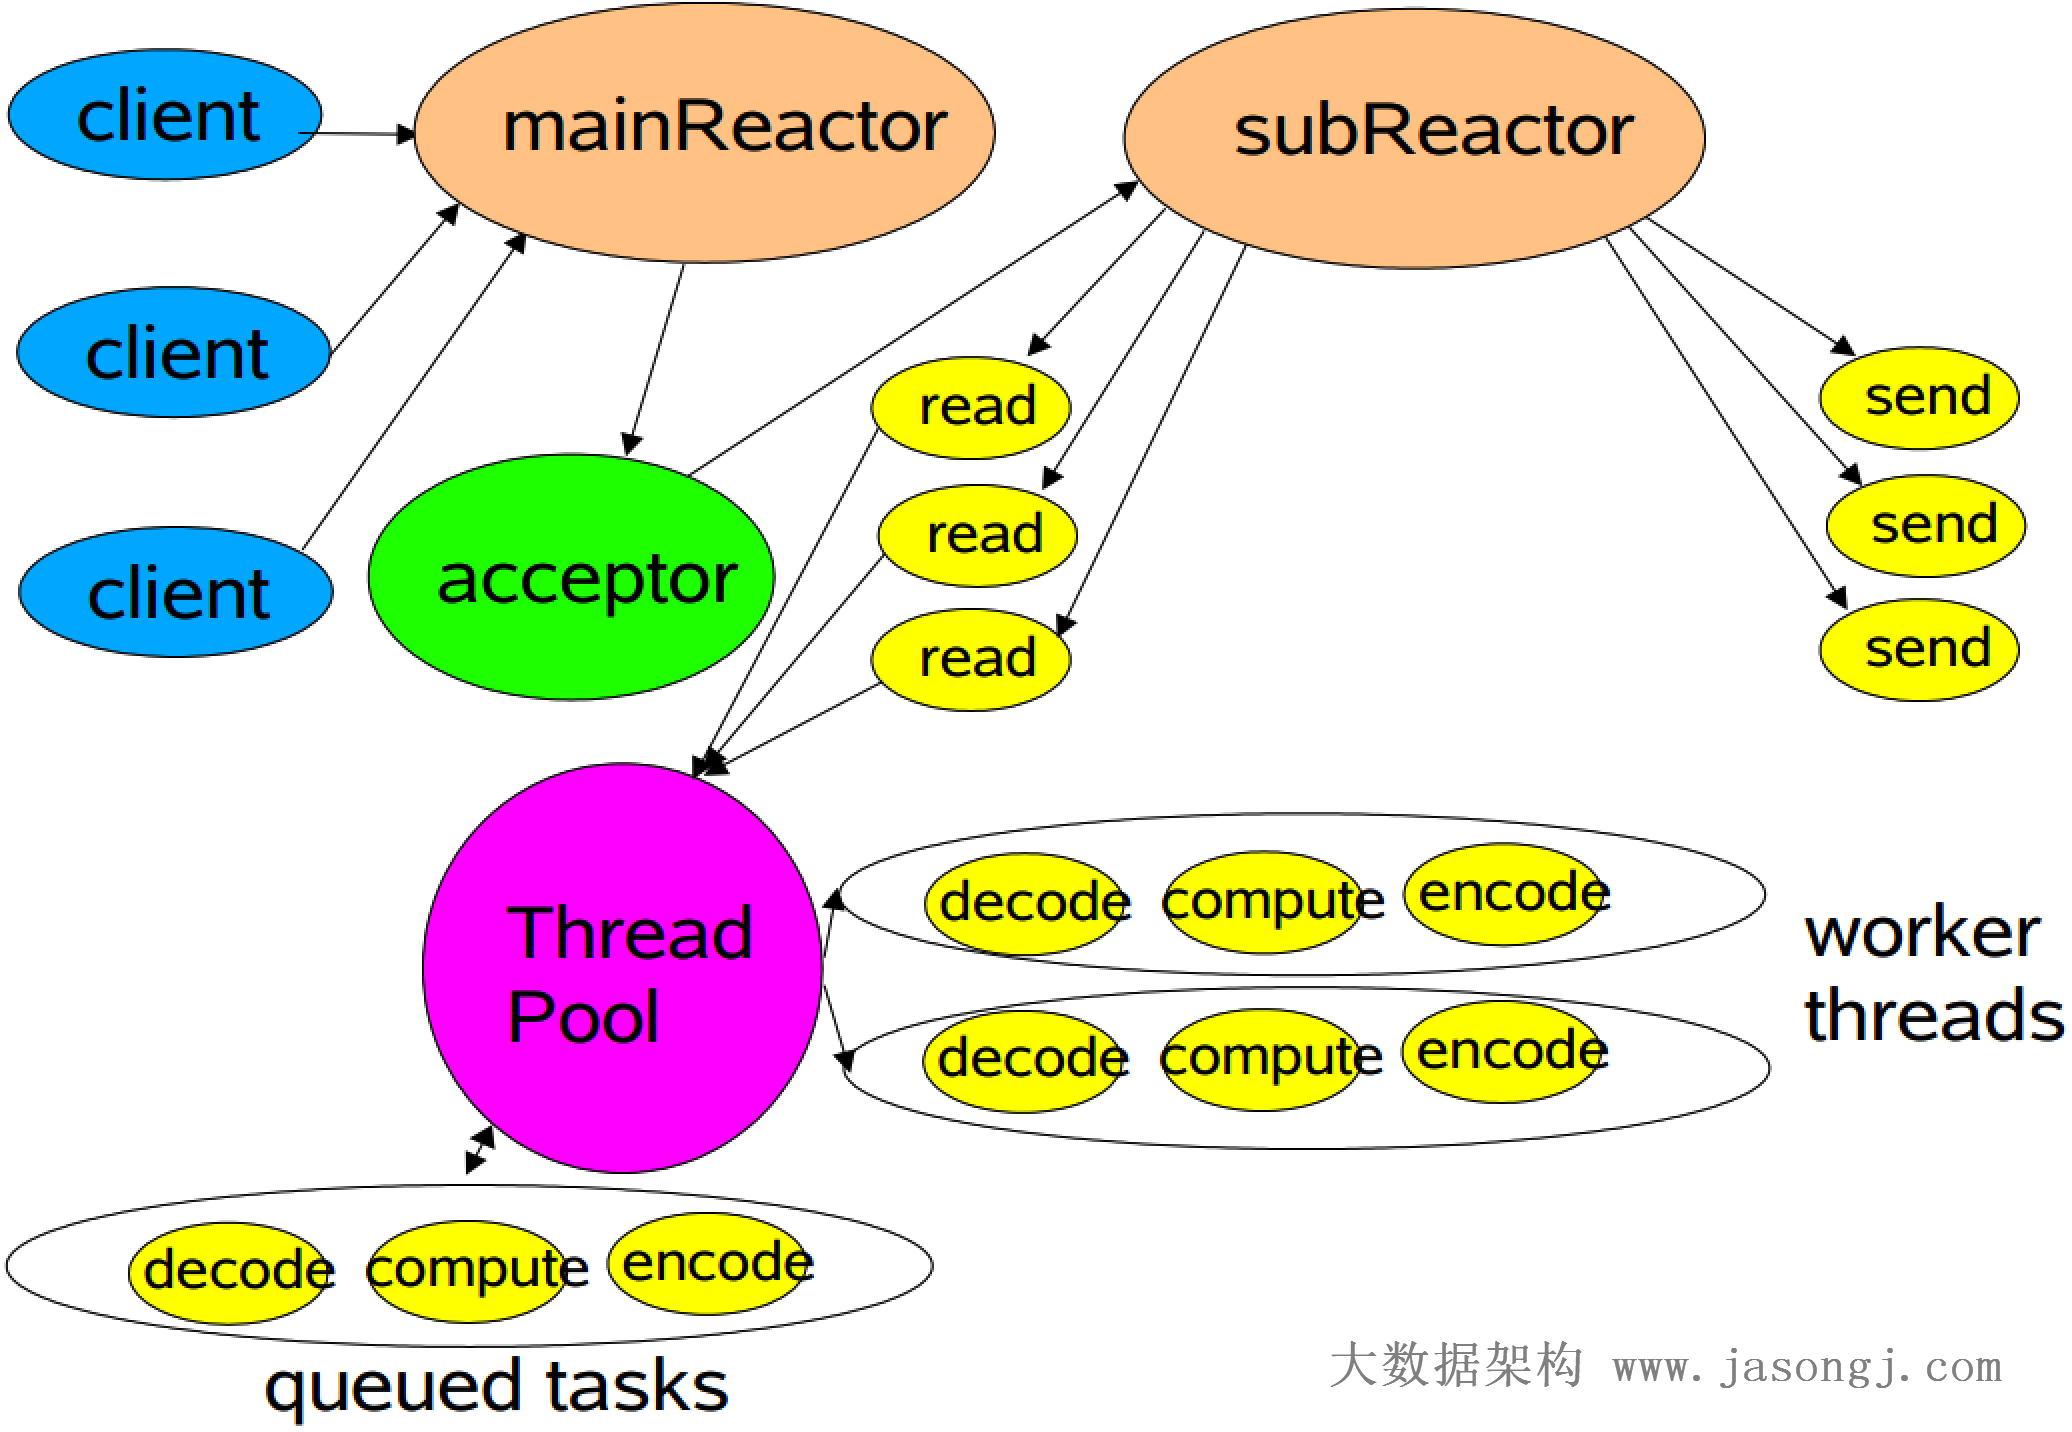 client
mainReactor
subReactor
client
client
acceptor
read
read
read
send
send
send
Thread
Pool
decode compute encode
decode compute encode
worker
threads
decode compute encode
queued tasks
大数据架构 www.jasongj.com